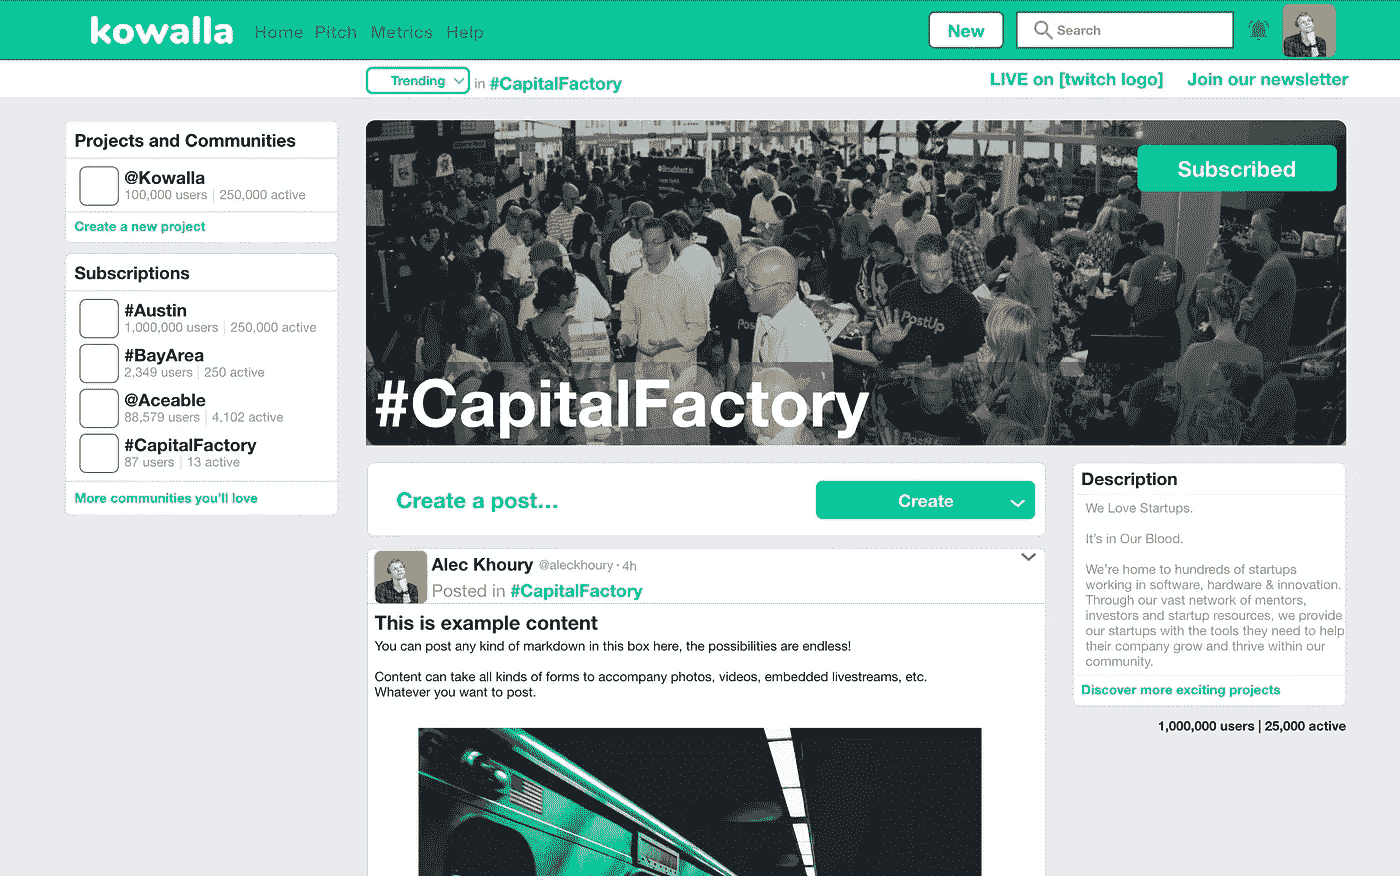 kowalla
Home Pitch Metrics Help
New
Search
Trending in #CapitalFactory
LIVE on [twitch logo]
Join our newsletter
Projects and Communities
@Kowalla
100,000 users | 250,000 active
Create a new project
Subscriptions
#Austin
1,000,000 users | 250,000 active
#BayArea
2,349 users | 250 active
@Aceable
88,579 users | 4,102 active
#CapitalFactory
87 users | 13 active
More communities you'll love
Subscribed
PostUp
#CapitalFactory
Create a post...
Create
Alec Khoury @aleckhoury · 4h
Posted in #CapitalFactory
This is example content
You can post any kind of markdown in this box here, the possibilities are endless!
Content can take all kinds of forms to accompany photos, videos, embedded livestreams, etc.
Whatever you want to post.
Description
We Love Startups.
It's in Our Blood.
We're home to hundreds of startups
working in software, hardware & innovation.
Through our vast network of mentors,
investors and startup resources, we provide
our startups with the tools they need to help
their company grow and thrive within our
community.
Discover more exciting projects
1,000,000 users | 25,000 active